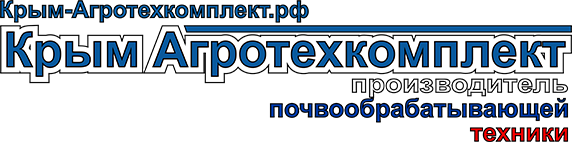 Крым-Агротехкомплект.рф
Крым Агротехкомплект
производитель
почвообрабатывающей
техники